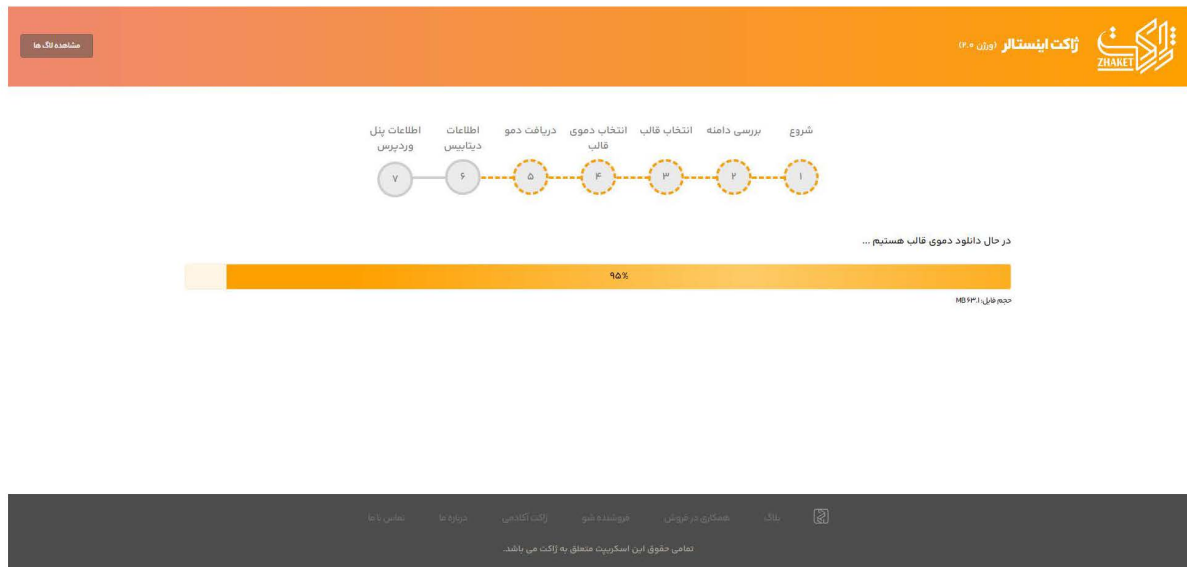 ژاکت ZHAKET
ژاکت اینستالر (ورژن ۲.۰)
مشاهده لاگ ها
شروع
بررسی دامنه
انتخاب قالب
انتخاب دموی
قالب
دریافت دمو
اطلاعات
دیتابیس
اطلاعات پنل
وردپرس
۱ ۲ ۳ ۴ ۵ ۶ ۷
در حال دانلود دموی قالب هستیم ...
۹۵%
حجم فایل: ۶۳.۱ MB
بلاگ
همکاری در فروش
فروشنده شو
ژاکت آکادمی
درباره ما
تماس با ما
تمامی حقوق این اسکریپت متعلق به ژاکت می باشد.